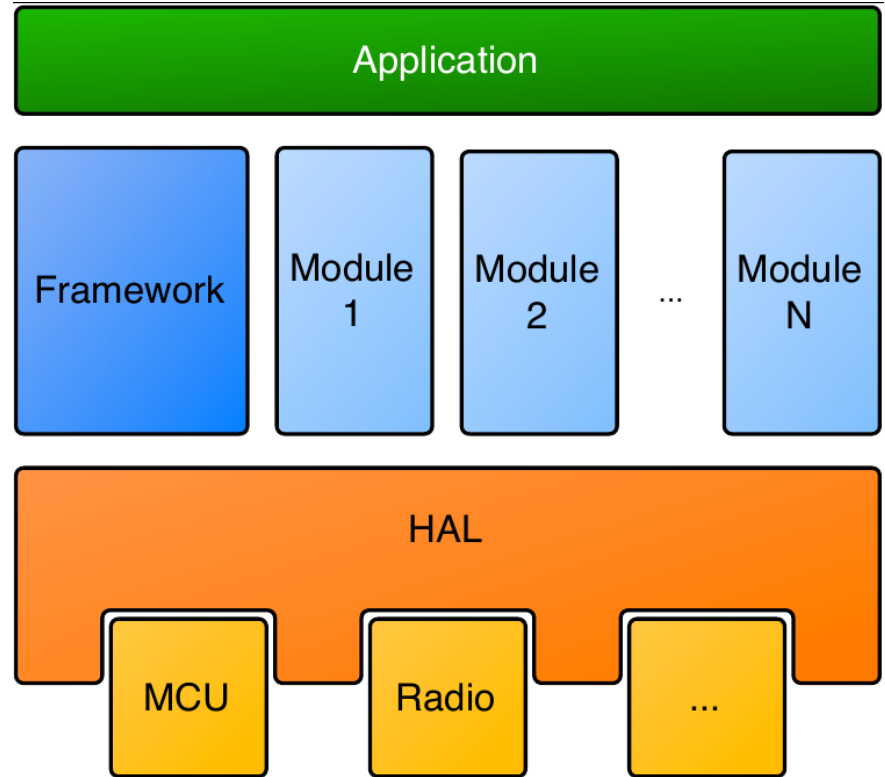 Application
Framework
Module
1
Module
2
...
Module
N
HAL
MCU
Radio
...